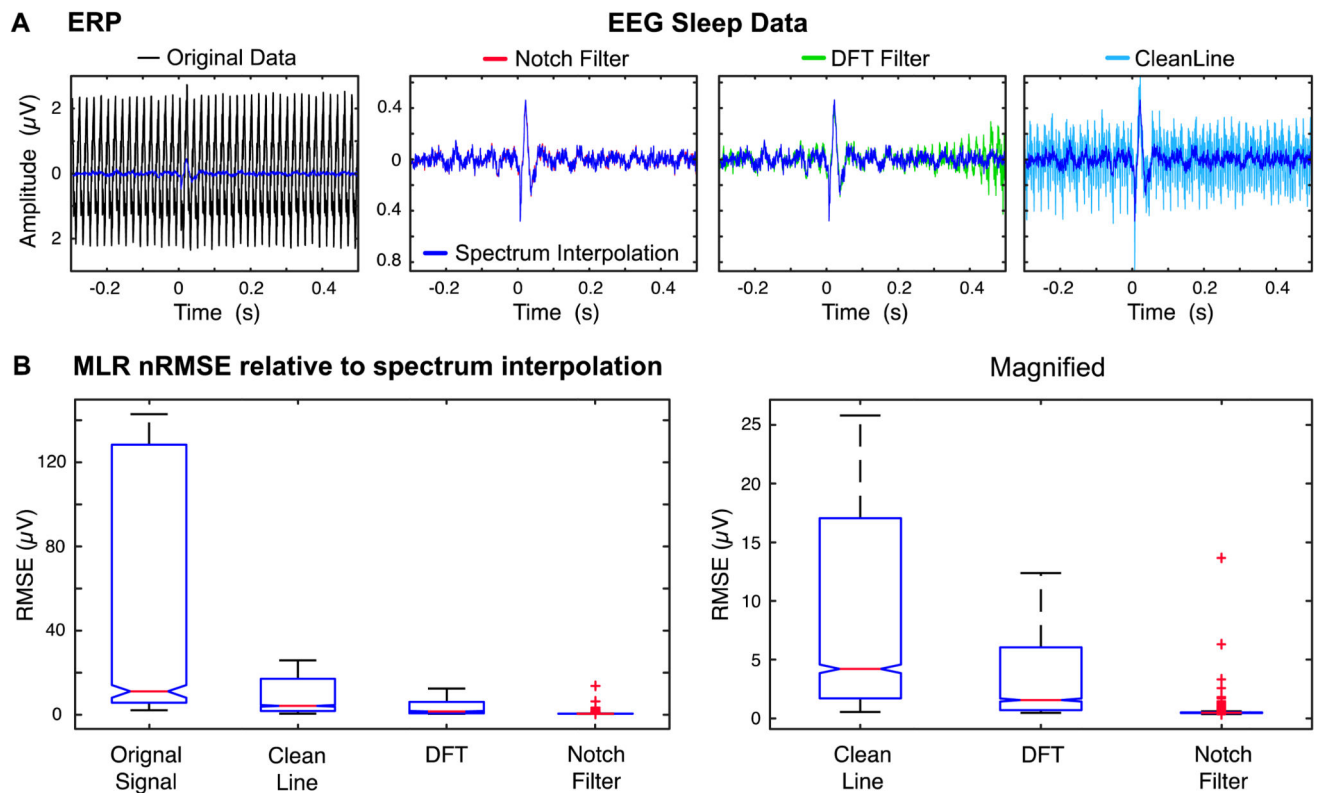 A ERP EEG Sleep Data
Original Data Notch Filter DFT Filter CleanLine
Amplitude (µV)
2
0
2
0.4
0
0.4
0.8
Spectrum Interpolation
-0.2 0 0.2 0.4 -0.2 0 0.2 0.4 -0.2 0 0.2 0.4 -0.2 0 0.2 0.4
Time (s) Time (s) Time (s) Time (s)
B MLR nRMSE relative to spectrum interpolation Magnified
RMSE (µV)
120
80
40
0
Orignal Clean DFT Notch
Signal Line Filter
RMSE (µV)
25
20
15
10
5
0
Clean DFT Notch
Line Filter